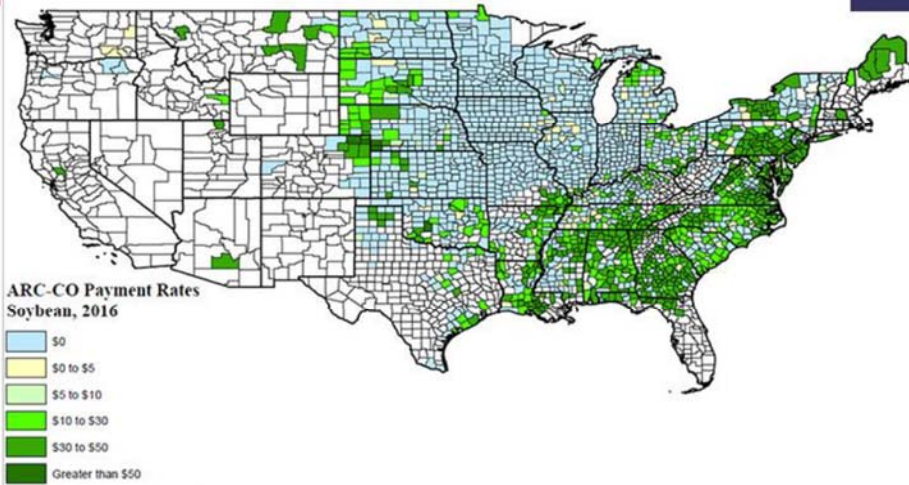 ARC-CO Payment Rates
Soybean, 2016
$0
$0 to $5
$5 to $10
$10 to $30
$30 to $50
Greater than $50